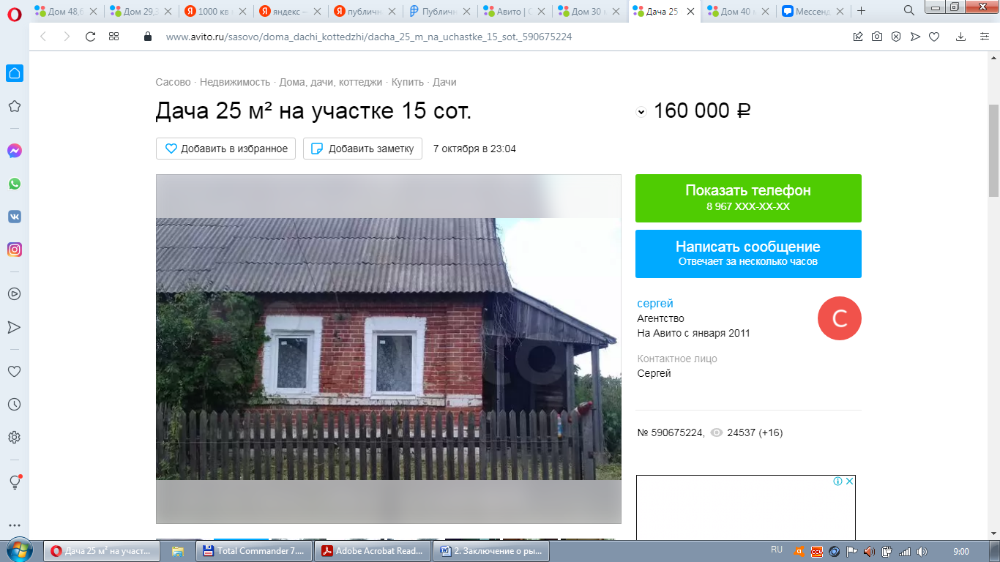 Дом 48,6
Дом 29,3
1000 кв
яндекс —
публичн
Публичн
Авито | С
Дом 30 м
Дача 25
Дом 40 м
Мессенд
www.avito.ru/sasovo/doma_dachi_kottedzhi/dacha_25_m_na_uchastke_15_sot._590675224
Сасово · Недвижимость · Дома, дачи, коттеджи · Купить · Дачи
Дача 25 м² на участке 15 сот.
160 000 ₽
Добавить в избранное
Добавить заметку
7 октября в 23:04
Показать телефон
8 967 XXX-XX-XX
Написать сообщение
Отвечает за несколько часов
сергей
Агентство
На Авито с января 2011
С
Контактное лицо
Сергей
№ 590675224, 24537 (+16)
Avito
Дача 25 м² на участ...
Total Commander 7....
Adobe Acrobat Read...
2. Заключение о ры...
RU
9:00